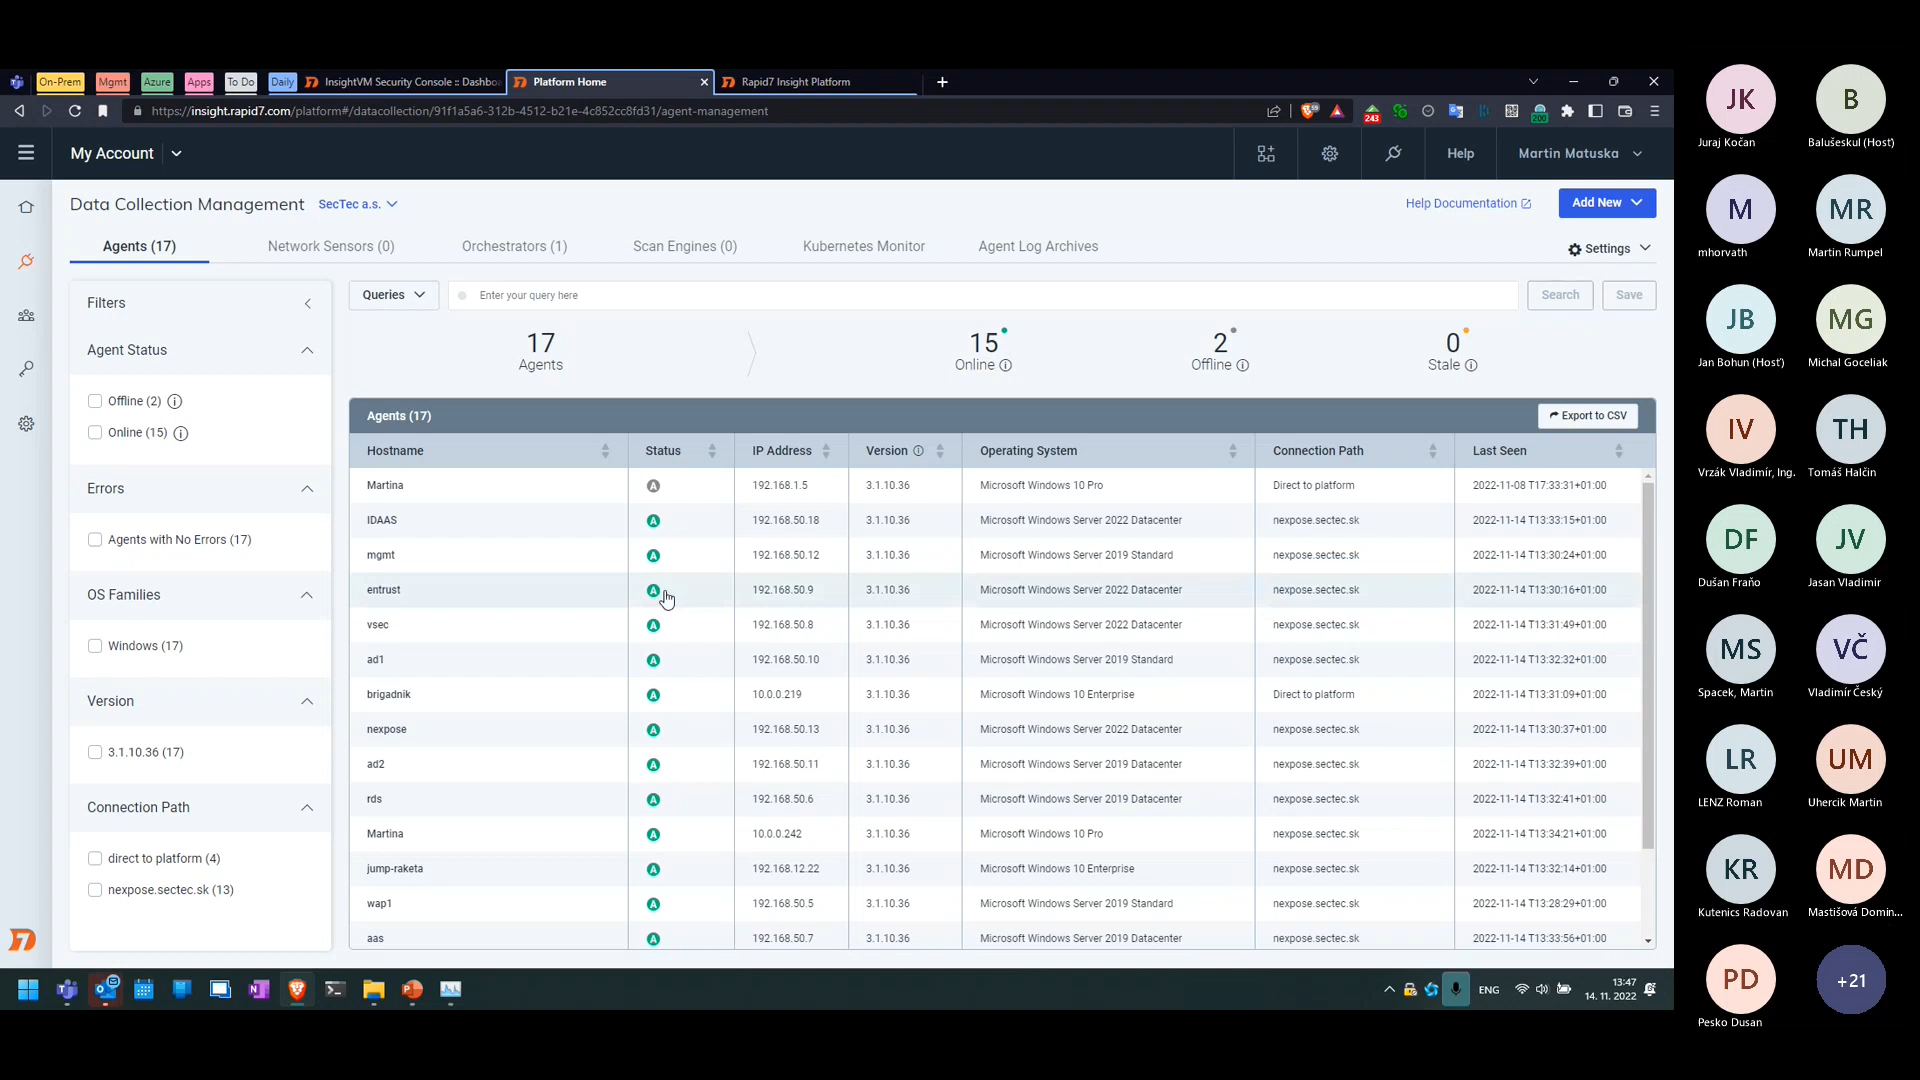 On-Prem Mgmt Azure Apps To Do Daily InsightVM Security Console :: Dashbo Platform Home Rapid7 Insight Platform
https://insight.rapid7.com/platform#/datacollection/91f1a5a6-312b-4512-b21e-4c852cc8fd31/agent-management
243 200
My Account Help Martin Matuska
Data Collection Management SecTec a.s. Help Documentation Add New
Agents (17) Network Sensors (0) Orchestrators (1) Scan Engines (0) Kubernetes Monitor Agent Log Archives Settings
Filters
Agent Status
Offline (2)
Online (15)
Errors
Agents with No Errors (17)
OS Families
Windows (17)
Version
3.1.10.36 (17)
Connection Path
direct to platform (4)
nexpose.sectec.sk (13)
Queries Enter your query here Search Save
17 15 2 0
Agents Online Offline Stale
Agents (17) Export to CSV
Hostname Status IP Address Version Operating System Connection Path Last Seen
Martina A 192.168.1.5 3.1.10.36 Microsoft Windows 10 Pro Direct to platform 2022-11-08 T17:33:31+01:00
IDAAS A 192.168.50.18 3.1.10.36 Microsoft Windows Server 2022 Datacenter nexpose.sectec.sk 2022-11-14 T13:33:15+01:00
mgmt A 192.168.50.12 3.1.10.36 Microsoft Windows Server 2019 Standard nexpose.sectec.sk 2022-11-14 T13:30:24+01:00
entrust A 192.168.50.9 3.1.10.36 Microsoft Windows Server 2022 Datacenter nexpose.sectec.sk 2022-11-14 T13:30:16+01:00
vsec A 192.168.50.8 3.1.10.36 Microsoft Windows Server 2022 Datacenter nexpose.sectec.sk 2022-11-14 T13:31:49+01:00
ad1 A 192.168.50.10 3.1.10.36 Microsoft Windows Server 2019 Standard nexpose.sectec.sk 2022-11-14 T13:32:32+01:00
brigadnik A 10.0.0.219 3.1.10.36 Microsoft Windows 10 Enterprise Direct to platform 2022-11-14 T13:31:09+01:00
nexpose A 192.168.50.13 3.1.10.36 Microsoft Windows Server 2022 Datacenter nexpose.sectec.sk 2022-11-14 T13:30:37+01:00
ad2 A 192.168.50.11 3.1.10.36 Microsoft Windows Server 2019 Datacenter nexpose.sectec.sk 2022-11-14 T13:32:39+01:00
rds A 192.168.50.6 3.1.10.36 Microsoft Windows Server 2019 Datacenter nexpose.sectec.sk 2022-11-14 T13:32:41+01:00
Martina A 10.0.0.242 3.1.10.36 Microsoft Windows 10 Pro nexpose.sectec.sk 2022-11-14 T13:34:21+01:00
jump-raketa A 192.168.12.22 3.1.10.36 Microsoft Windows 10 Enterprise nexpose.sectec.sk 2022-11-14 T13:32:14+01:00
wap1 A 192.168.50.5 3.1.10.36 Microsoft Windows Server 2019 Standard nexpose.sectec.sk 2022-11-14 T13:28:29+01:00
aas A 192.168.50.7 3.1.10.36 Microsoft Windows Server 2019 Datacenter nexpose.sectec.sk 2022-11-14 T13:33:56+01:00
ENG 13:47
14. 11. 2022
JK B
Juraj Kočan Balušeskul (Hosť)
M MR
mhorvath Martin Rumpel
JB MG
Jan Bohun (Hosť) Michal Goceliak
IV TH
Vrzák Vladimír, Ing. Tomáš Halčin
DF JV
Dušan Fraňo Jasan Vladimir
MS VČ
Spacek, Martin Vladimír Český
LR UM
LENZ Roman Uhercik Martin
KR MD
Kutenics Radovan Mastišová Domin...
PD +21
Pesko Dusan